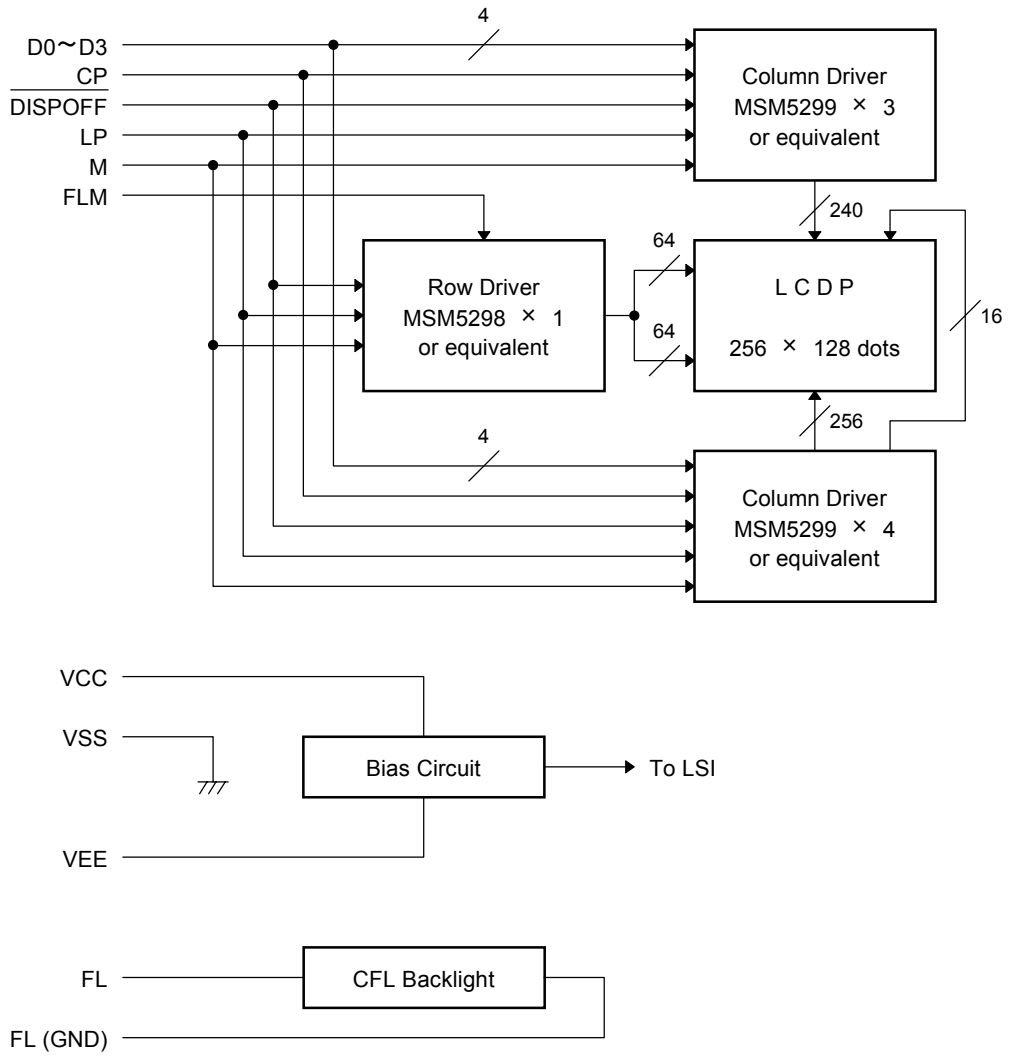 4
D0～D3
CP
DISPOFF
LP
M
FLM
Column Driver
MSM5299 × 3
or equivalent
240
64
64
Row Driver
MSM5298 × 1
or equivalent
L C D P
256 × 128 dots
16
256
4
Column Driver
MSM5299 × 4
or equivalent
VCC
VSS
Bias Circuit
To LSI
VEE
FL
CFL Backlight
FL (GND)